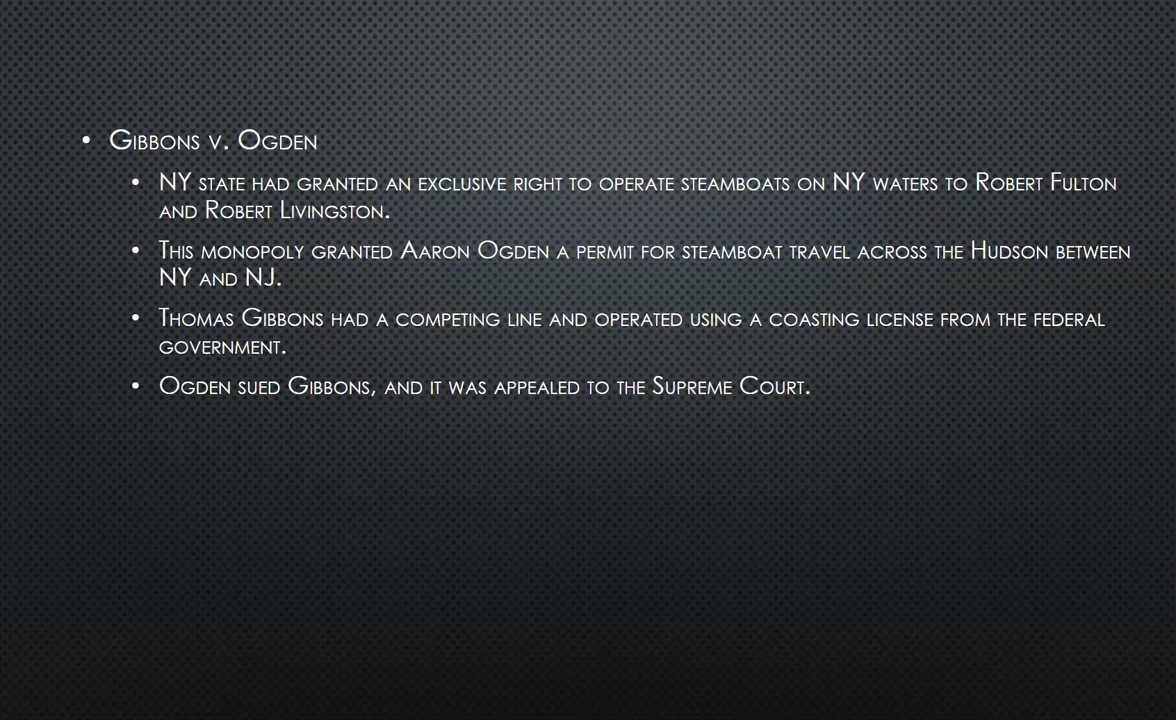 • Gibbons v. Ogden
• NY state had granted an exclusive right to operate steamboats on NY waters to Robert Fulton
and Robert Livingston.
• This monopoly granted Aaron Ogden a permit for steamboat travel across the Hudson between
NY and NJ.
• Thomas Gibbons had a competing line and operated using a coasting license from the federal
government.
• Ogden sued Gibbons, and it was appealed to the Supreme Court.